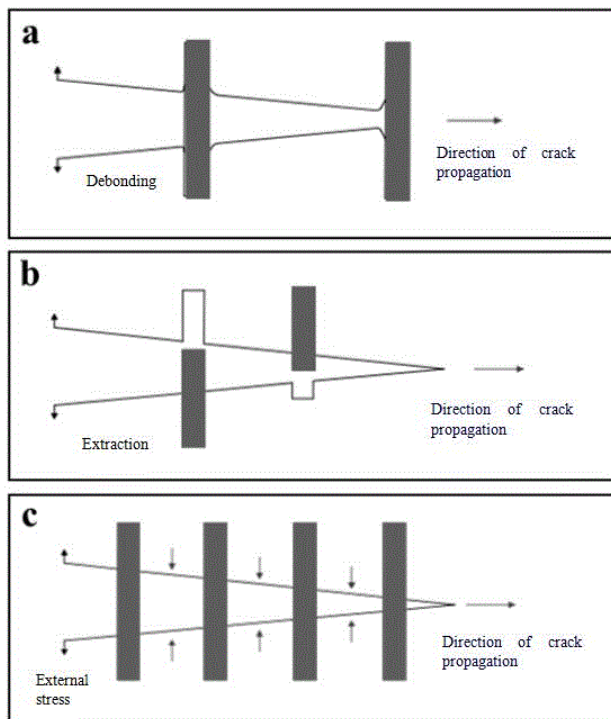 a
Direction of crack
propagation
Debonding
b
Direction of crack
propagation
Extraction
c
Direction of crack
propagation
External
stress